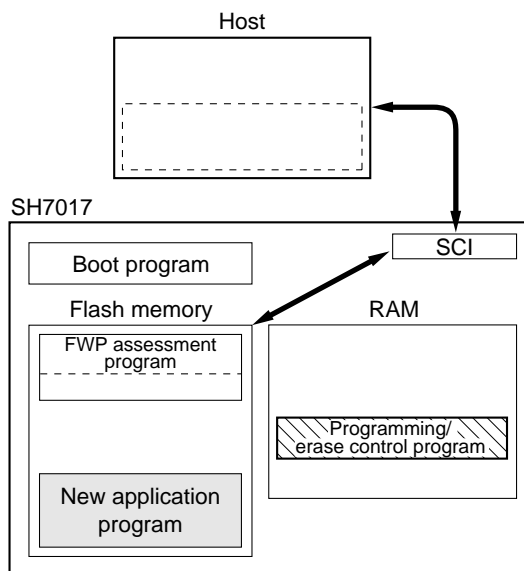 Host
SH7017
SCI
Boot program
Flash memory
RAM
FWP assessment
program
Programming/
erase control program
New application
program